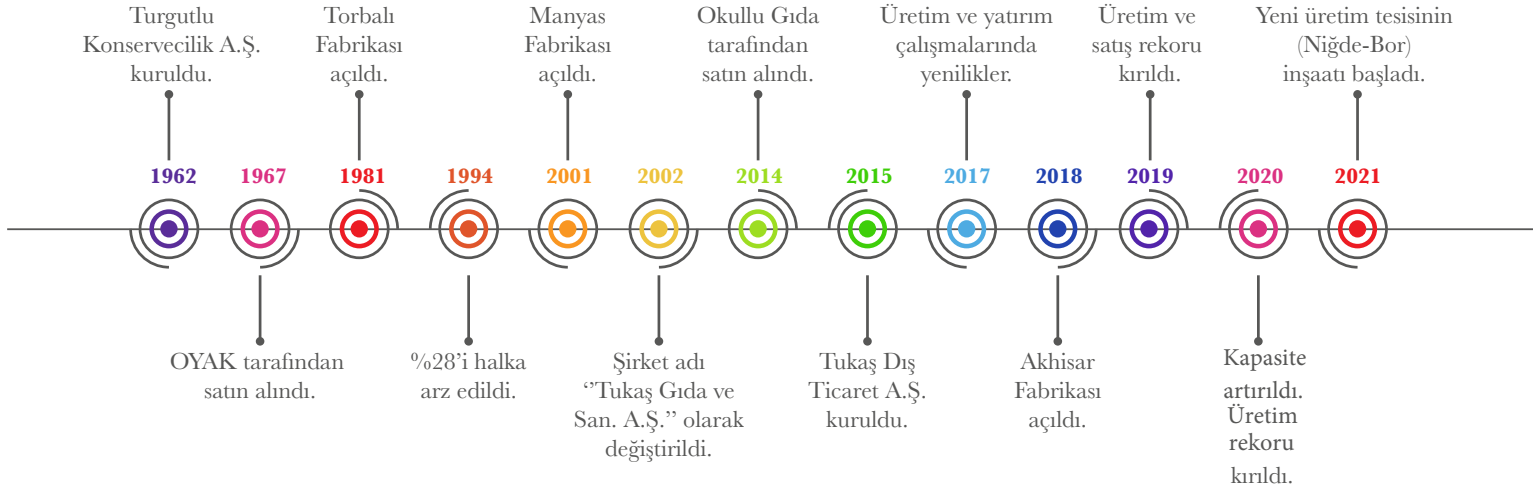 Turgutlu
Konservecilik A.Ş.
kuruldu.
Torbalı
Fabrikası
açıldı.
Manyas
Fabrikası
açıldı.
Okullu Gıda
tarafından
satın alındı.
Üretim ve yatırım
çalışmalarında
yenilikler.
Üretim ve
satış rekoru
kırıldı.
Yeni üretim tesisinin
(Niğde-Bor)
inşaatı başladı.
1962
1967
1981
1994
2001
2002
2014
2015
2017
2018
2019
2020
2021
OYAK tarafından
satın alındı.
%28’i halka
arz edildi.
Şirket adı
‘’Tukaş Gıda ve
San. A.Ş.’’ olarak
değiştirildi.
Tukaş Dış
Ticaret A.Ş.
kuruldu.
Akhisar
Fabrikası
açıldı.
Kapasite
artırıldı.
Üretim
rekoru
kırıldı.